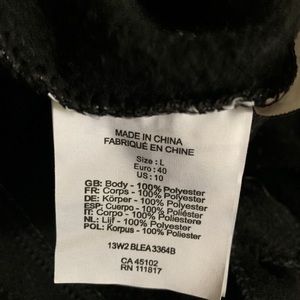 MADE IN CHINA
FABRIQUÉ EN CHINE
Size : L
Euro : 40
US : 10
GB: Body - 100% Polyester
FR: Corps - 100% Polyester
DE: Körper - 100% Polyester
ESP: Cuerpo - 100% Poliéster
IT: Corpo - 100% Poliestere
NL: Lijf - 100% Polyester
POL: Korpus - 100% Poliester
13W2 BLEA 3364B
CA 45102
RN 111817